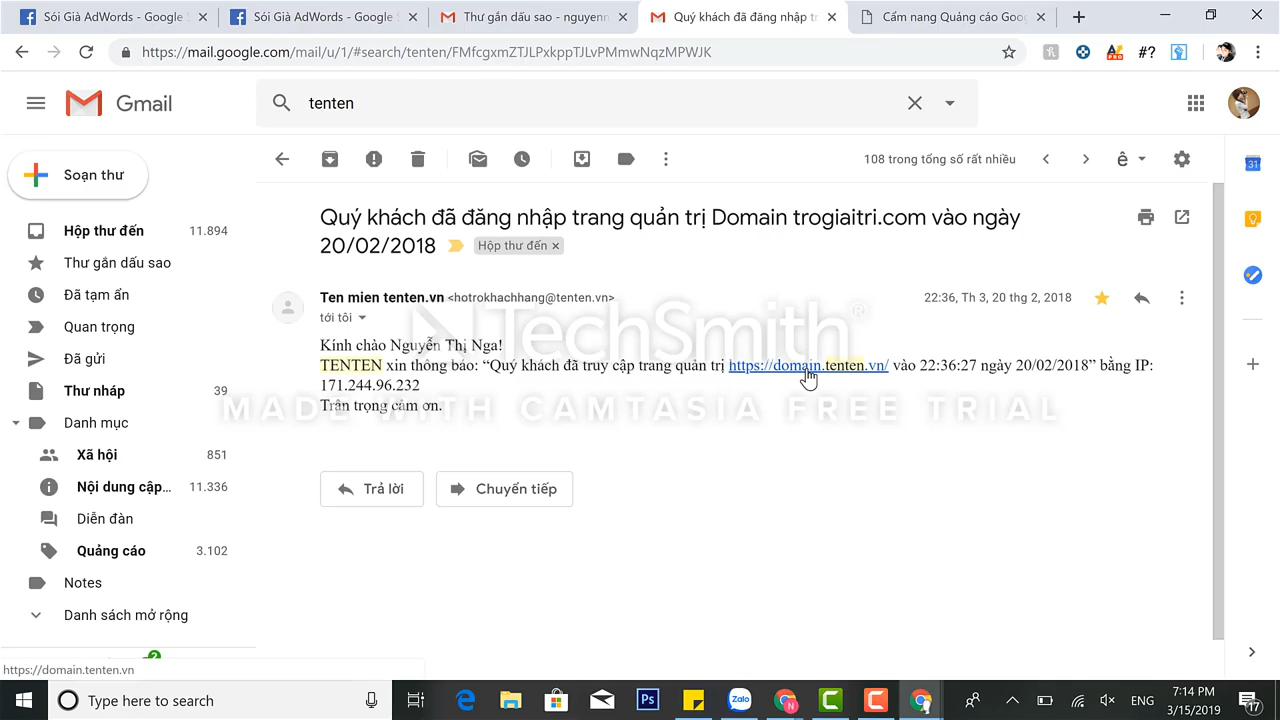 Sói Già AdWords - Google S
Sói Già AdWords - Google S
Thư gắn dấu sao - nguyenn
Quý khách đã đăng nhập tr
Cẩm nang Quảng cáo Goog
https://mail.google.com/mail/u/1/#search/tenten/FMfcgxmZTJLPxkppTJLvPMmwNqzMPWJK
PRO
#?
Gmail
tenten
Soạn thư
108 trong tổng số rất nhiều
ê
31
Quý khách đã đăng nhập trang quản trị Domain trogiaitri.com vào ngày
20/02/2018
Hộp thư đến ×
Hộp thư đến 11.894
Thư gắn dấu sao
Đã tạm ẩn
Quan trọng
Đã gửi
Thư nháp 39
Danh mục
Xã hội 851
Nội dung cập... 11.336
Diễn đàn
Quảng cáo 3.102
Notes
Danh sách mở rộng
2
Ten mien tenten.vn <hotrokhachhang@tenten.vn>
22:36, Th 3, 20 thg 2, 2018
tới tôi
Kính chào Nguyễn Thị Nga!
TENTEN xin thông báo: “Quý khách đã truy cập trang quản trị https://domain.tenten.vn/ vào 22:36:27 ngày 20/02/2018” bằng IP:
171.244.96.232
Trân trọng cảm ơn.
TechSmith®
MADE WITH CAMTASIA FREE TRIAL
Trả lời
Chuyển tiếp
https://domain.tenten.vn
Type here to search
Ps
Zalo
N
C
C
ENG
7:14 PM
3/15/2019
17